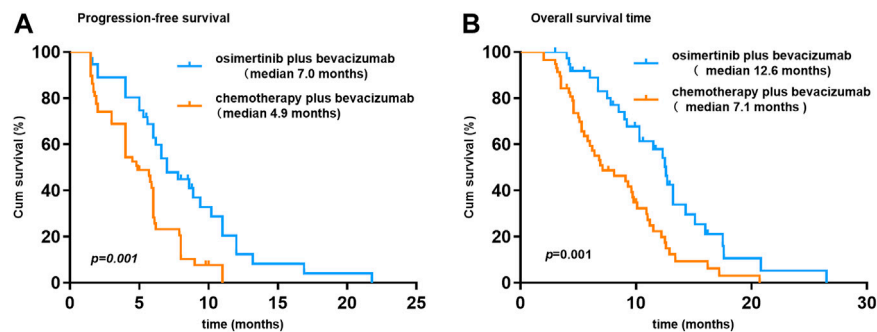 A
Progression-free survival
osimertinib plus bevacizumab
(median 7.0 months)
chemotherapy plus bevacizumab
(median 4.9 months)
Cum survival (%)
100
80
60
40
20
0
p=0.001
0 5 10 15 20 25
time (months)
B
Overall survival time
osimertinib plus bevacizumab
( median 12.6 months)
chemotherapy plus bevacizumab
( median 7.1 months )
Cum survival (%)
100
80
60
40
20
0
p=0.001
0 10 20 30
time (months)